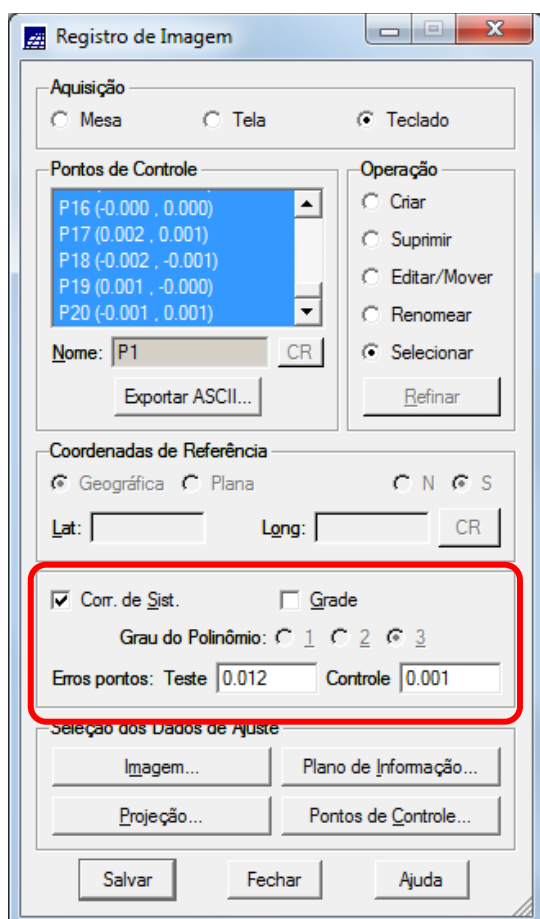 Registro de Imagem
Aquisição
Mesa Tela Teclado
Pontos de Controle Operação
P16 (-0.000 , 0.000)
P17 (0.002 , 0.001)
P18 (-0.002 , -0.001)
P19 (0.001 , -0.000)
P20 (-0.001 , 0.001)
Nome: P1 CR
Exportar ASCII...
Criar
Suprimir
Editar/Mover
Renomear
Selecionar
Refinar
Coordenadas de Referência
Geográfica Plana N S
Lat: Long: CR
Corr. de Sist. Grade
Grau do Polinômio: 1 2 3
Erros pontos: Teste 0.012 Controle 0.001
Seleção dos Dados de Ajuste
Imagem... Plano de Informação...
Projeção... Pontos de Controle...
Salvar Fechar Ajuda